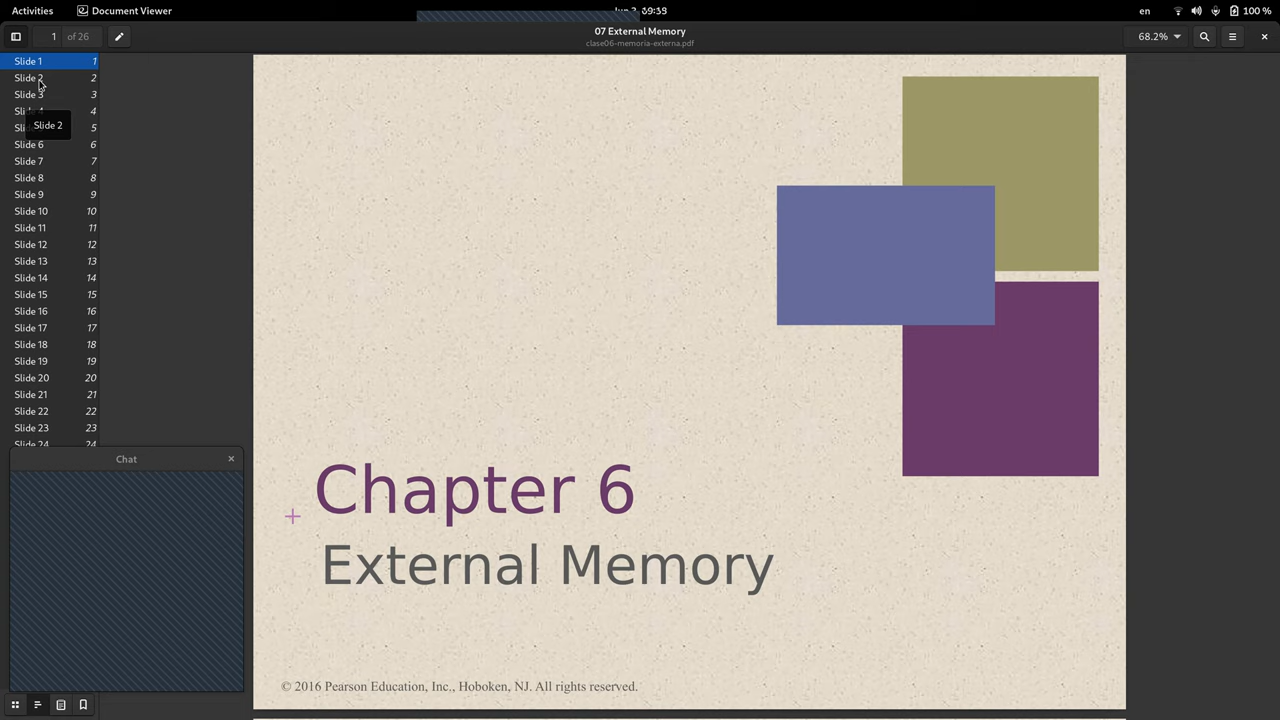 Activities
Document Viewer
en
100 %
1 of 26
07 External Memory
clase06-memoria-externa.pdf
68.2%
Slide 1 1
Slide 2 2
Slide 3 3
4
Slide 2
5
Slide 6 6
Slide 7 7
Slide 8 8
Slide 9 9
Slide 10 10
Slide 11 11
Slide 12 12
Slide 13 13
Slide 14 14
Slide 15 15
Slide 16 16
Slide 17 17
Slide 18 18
Slide 19 19
Slide 20 20
Slide 21 21
Slide 22 22
Slide 23 23
Slide 24 24
Chat
+
Chapter 6
External Memory
© 2016 Pearson Education, Inc., Hoboken, NJ. All rights reserved.